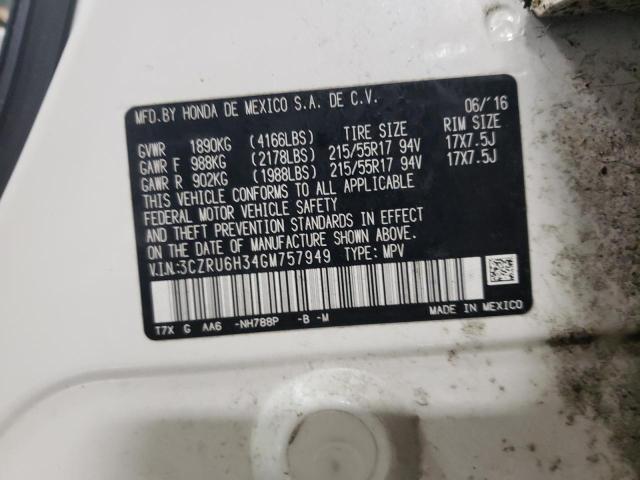 MFD.BY HONDA DE MEXICO S.A. DE C.V. 06/'16
TIRE SIZE RIM SIZE
GVWR 1890KG (4166LBS)
GAWR F 988KG (2178LBS) 215/55R17 94V 17X7.5J
GAWR R 902KG (1988LBS) 215/55R17 94V 17X7.5J
THIS VEHICLE CONFORMS TO ALL APPLICABLE
FEDERAL MOTOR VEHICLE SAFETY
AND THEFT PREVENTION STANDARDS IN EFFECT
ON THE DATE OF MANUFACTURE SHOWN ABOVE.
V.I.N.:3CZRU6H34GM757949 TYPE: MPV
T7X G AA6 -NH788P -B -M MADE IN MEXICO